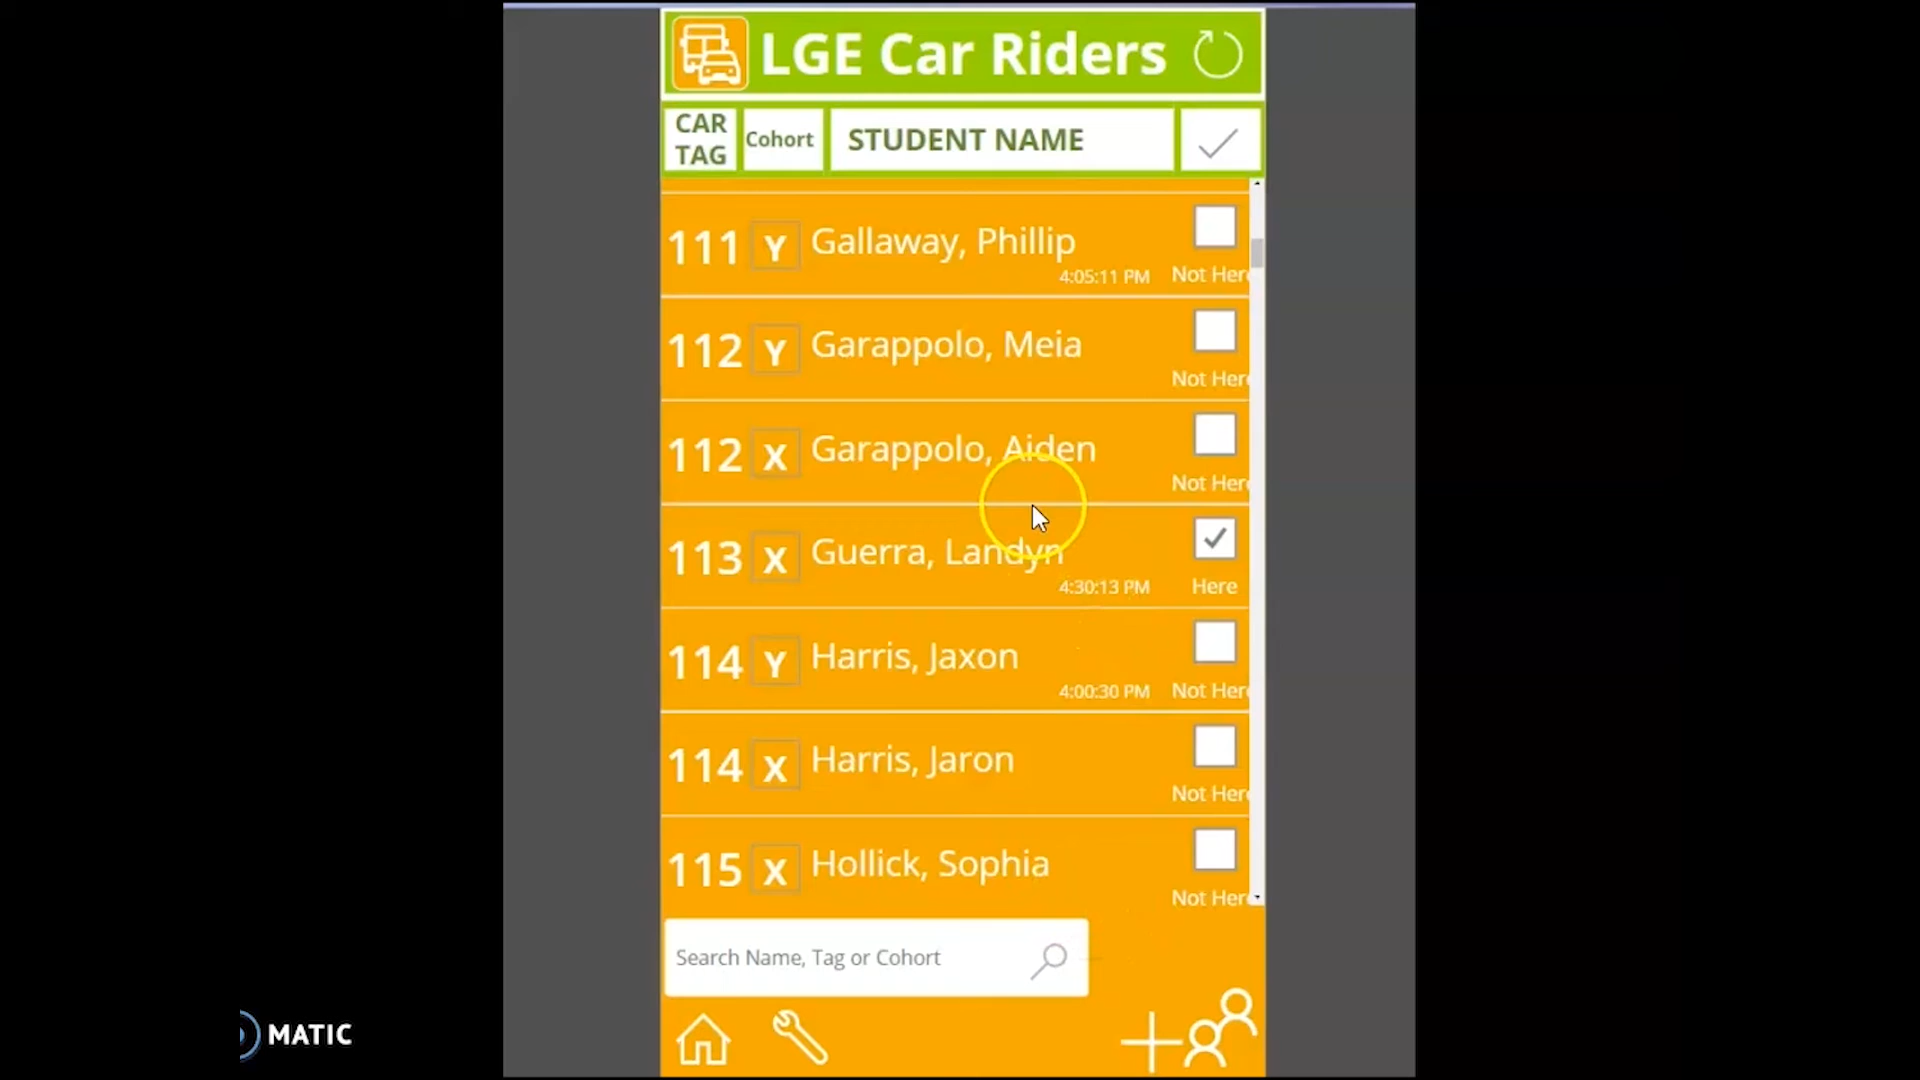 LGE Car Riders
CAR TAG Cohort STUDENT NAME
111 Y Gallaway, Phillip
4:05:11 PM Not Here
112 Y Garappolo, Meia
Not Here
112 X Garappolo, Aiden
Not Here
113 X Guerra, Landyn
4:30:13 PM Here
114 Y Harris, Jaxon
4:00:30 PM Not Here
114 X Harris, Jaron
Not Here
115 X Hollick, Sophia
Not Here
Search Name, Tag or Cohort
MATIC